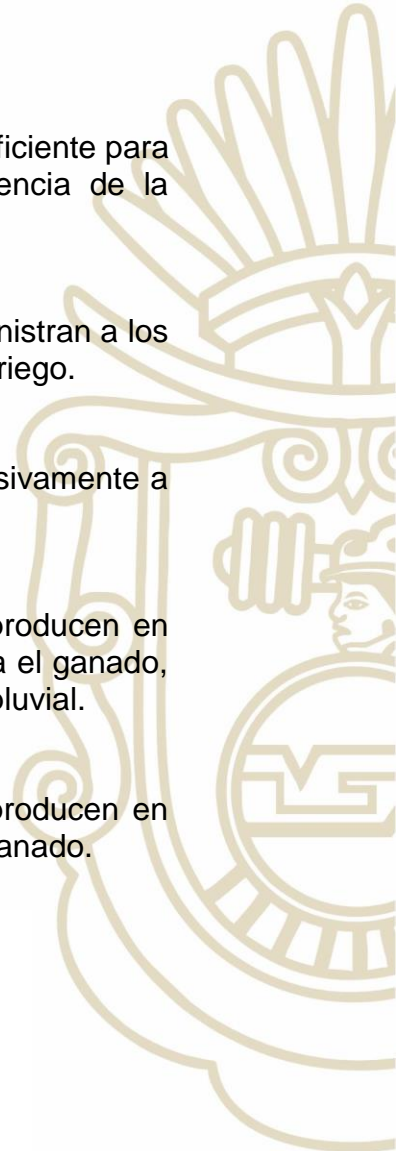 ficiente para
encia de la
nistran a los
riego.
sivamente a
producen en
a el ganado,
pluvial.
producen en
anado.